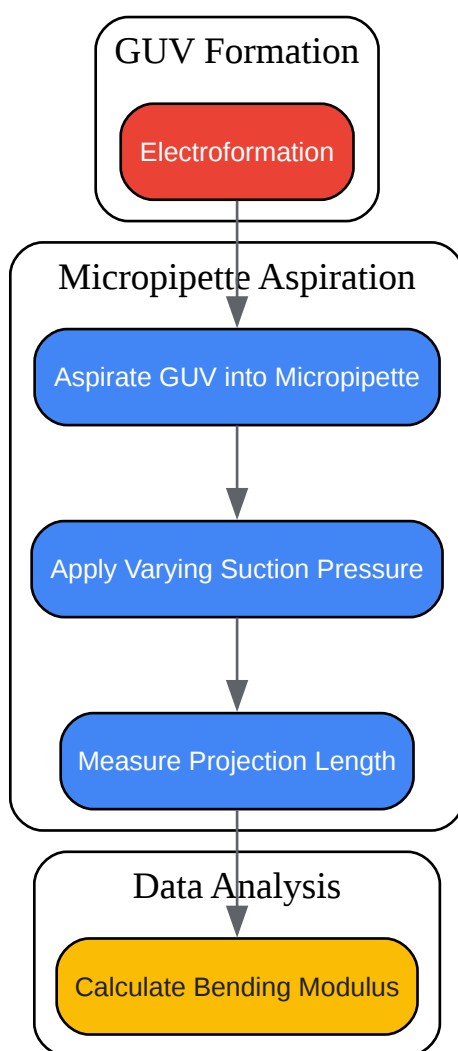 GUV Formation
Electroformation
Micropipette Aspiration
Aspirate GUV into Micropipette
Apply Varying Suction Pressure
Measure Projection Length
Data Analysis
Calculate Bending Modulus